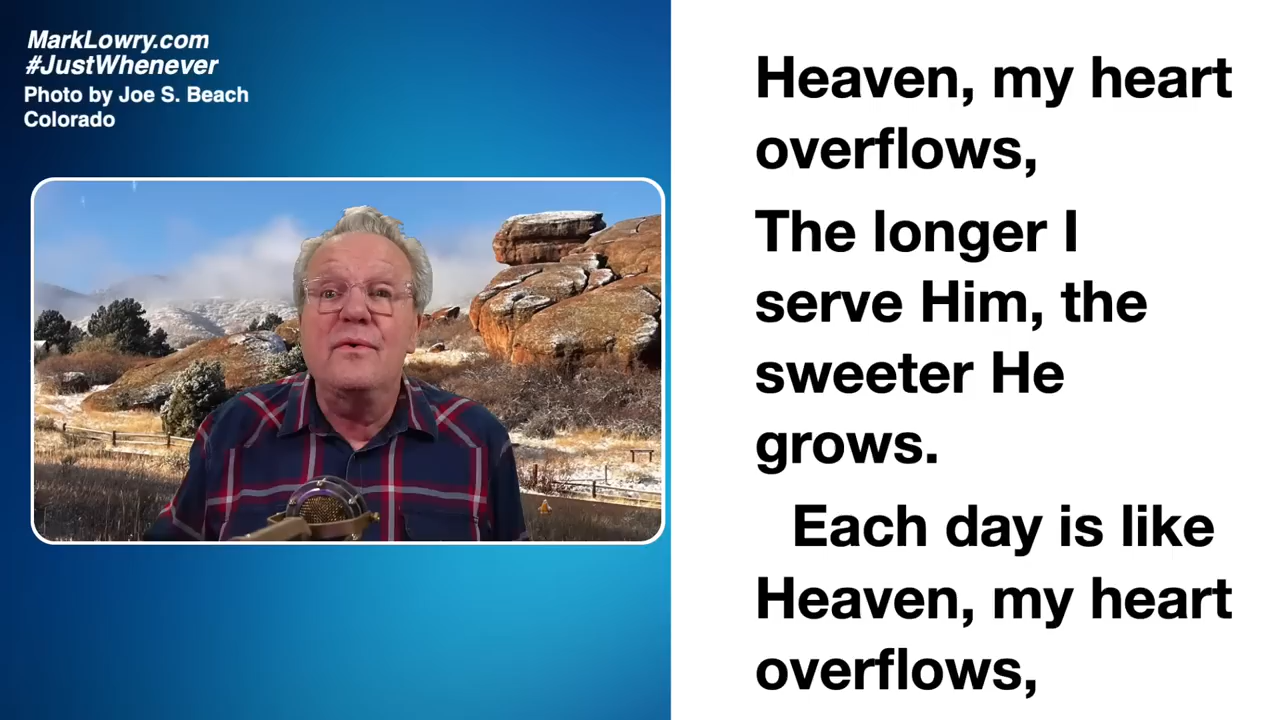 MarkLowry.com
#JustWhenever
Photo by Joe S. Beach
Colorado
Heaven, my heart
overflows,
The longer I
serve Him, the
sweeter He
grows.
Each day is like
Heaven, my heart
overflows,